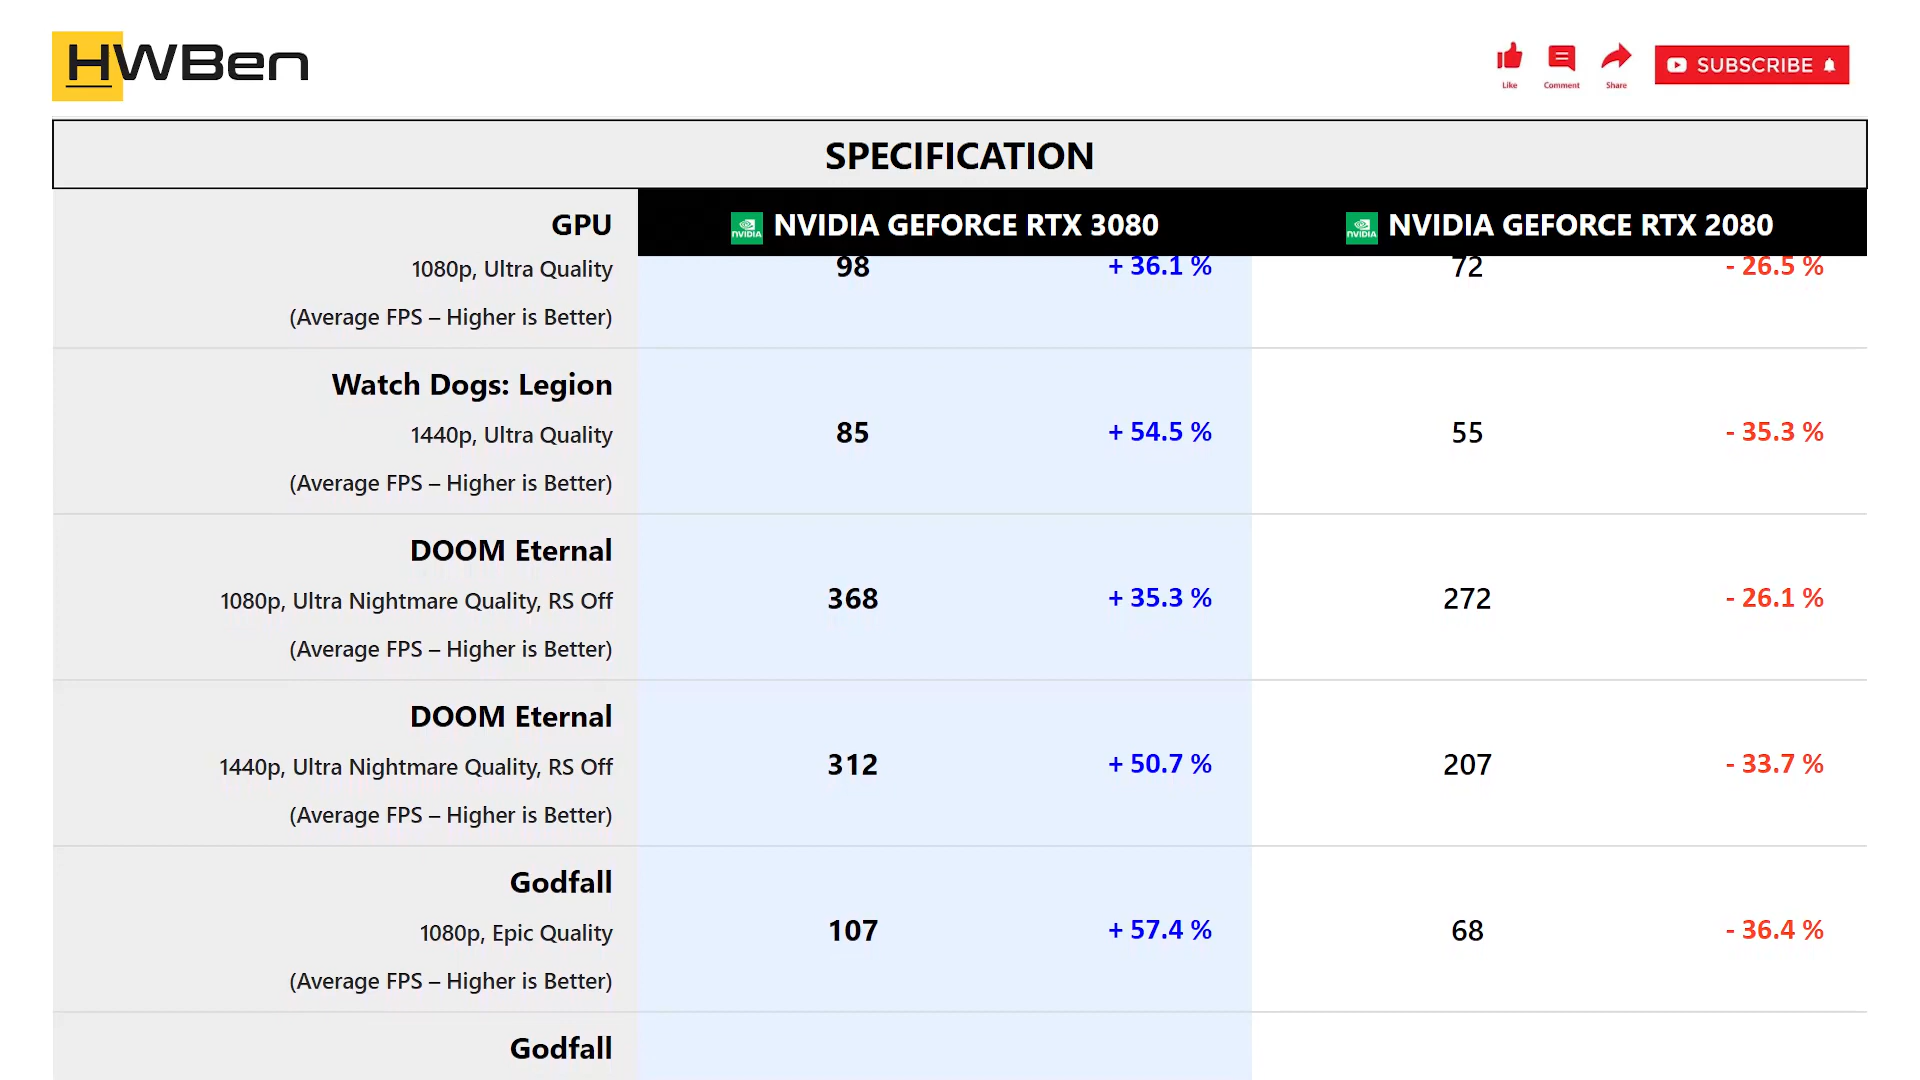 HWBen
Like
Comment
Share
SUBSCRIBE
SPECIFICATION
GPU
NVIDIA NVIDIA GEFORCE RTX 3080
NVIDIA NVIDIA GEFORCE RTX 2080
1080p, Ultra Quality
(Average FPS – Higher is Better)
98
+ 36.1 %
72
- 26.5 %
Watch Dogs: Legion
1440p, Ultra Quality
(Average FPS – Higher is Better)
85
+ 54.5 %
55
- 35.3 %
DOOM Eternal
1080p, Ultra Nightmare Quality, RS Off
(Average FPS – Higher is Better)
368
+ 35.3 %
272
- 26.1 %
DOOM Eternal
1440p, Ultra Nightmare Quality, RS Off
(Average FPS – Higher is Better)
312
+ 50.7 %
207
- 33.7 %
Godfall
1080p, Epic Quality
(Average FPS – Higher is Better)
107
+ 57.4 %
68
- 36.4 %
Godfall